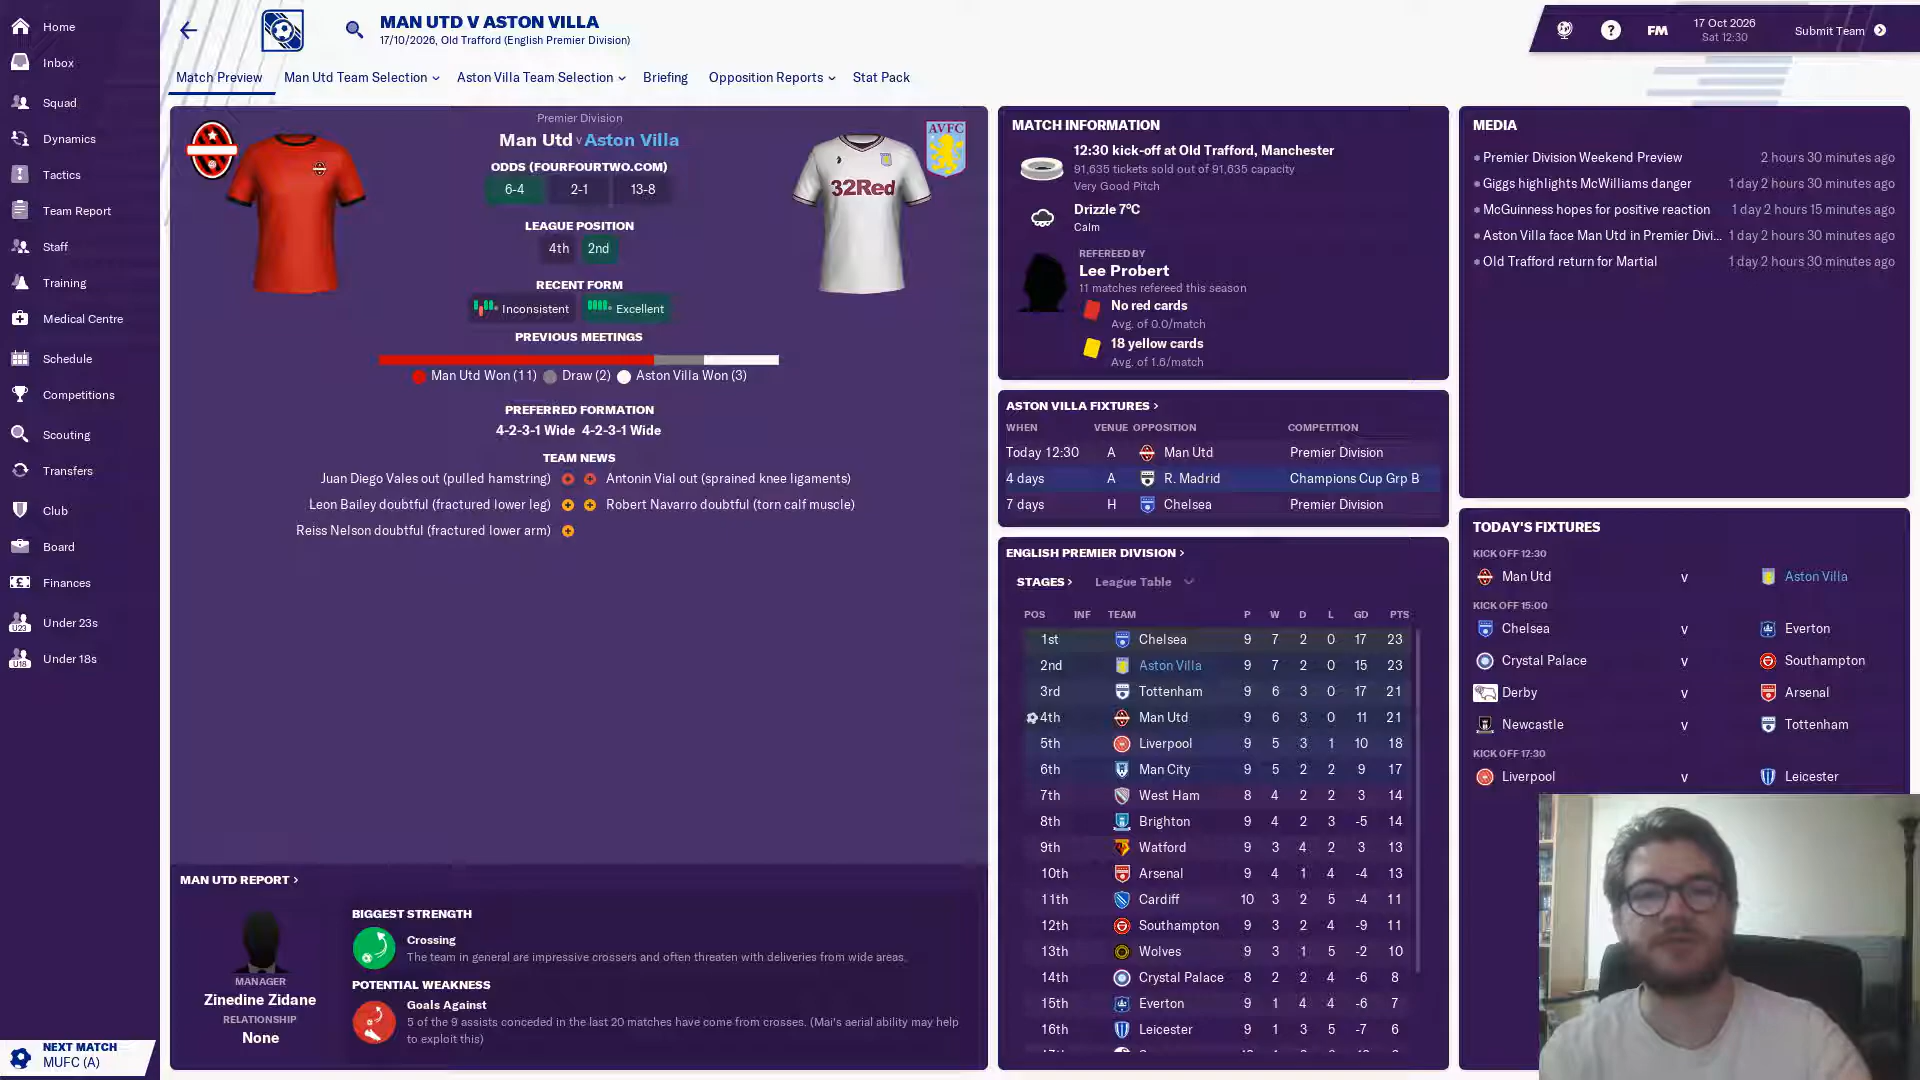 Home
Inbox
Squad
Dynamics
Tactics
Team Report
Staff
Training
Medical Centre
Schedule
Competitions
Scouting
Transfers
Club
Board
Finances
U23 Under 23s
U18 Under 18s
NEXT MATCH
MUFC (A)
MAN UTD V ASTON VILLA
17/10/2026, Old Trafford (English Premier Division)
? FM 17 Oct 2026
Sat 12:30
Submit Team
Match Preview Man Utd Team Selection Aston Villa Team Selection Briefing Opposition Reports Stat Pack
Premier Division
Man Utd v Aston Villa
AVFC
32Red
ODDS (FOURFOURTWO.COM)
6-4 2-1 13-8
LEAGUE POSITION
4th 2nd
RECENT FORM
Inconsistent Excellent
PREVIOUS MEETINGS
Man Utd Won (11) Draw (2) Aston Villa Won (3)
PREFERRED FORMATION
4-2-3-1 Wide 4-2-3-1 Wide
TEAM NEWS
Juan Diego Vales out (pulled hamstring) Antonin Vial out (sprained knee ligaments)
Leon Bailey doubtful (fractured lower leg) Robert Navarro doubtful (torn calf muscle)
Reiss Nelson doubtful (fractured lower arm)
MAN UTD REPORT >
MANAGER
Zinedine Zidane
RELATIONSHIP
None
BIGGEST STRENGTH
Crossing
The team in general are impressive crossers and often threaten with deliveries from wide areas.
POTENTIAL WEAKNESS
Goals Against
5 of the 9 assists conceded in the last 20 matches have come from crosses. (Mai's aerial ability may help
to exploit this)
MATCH INFORMATION
12:30 kick-off at Old Trafford, Manchester
91,635 tickets sold out of 91,635 capacity
Very Good Pitch
Drizzle 7°C
Calm
REFEREED BY
Lee Probert
11 matches refereed this season
No red cards
Avg. of 0.0/match
18 yellow cards
Avg. of 1.6/match
ASTON VILLA FIXTURES >
WHEN VENUE OPPOSITION COMPETITION
Today 12:30 A Man Utd Premier Division
4 days A R. Madrid Champions Cup Grp B
7 days H Chelsea Premier Division
ENGLISH PREMIER DIVISION >
STAGES > League Table
POS INF TEAM P W D L GD PTS
1st Chelsea 9 7 2 0 17 23
2nd Aston Villa 9 7 2 0 15 23
3rd Tottenham 9 6 3 0 17 21
4th Man Utd 9 6 3 0 11 21
5th Liverpool 9 5 3 1 10 18
6th Man City 9 5 2 2 9 17
7th West Ham 8 4 2 2 3 14
8th Brighton 9 4 2 3 -5 14
9th Watford 9 3 4 2 3 13
10th Arsenal 9 4 1 4 -4 13
11th Cardiff 10 3 2 5 -4 11
12th Southampton 9 3 2 4 -9 11
13th Wolves 9 3 1 5 -2 10
14th Crystal Palace 8 2 2 4 -6 8
15th Everton 9 1 4 4 -6 7
16th Leicester 9 1 3 5 -7 6
MEDIA
Premier Division Weekend Preview 2 hours 30 minutes ago
Giggs highlights McWilliams danger 1 day 2 hours 30 minutes ago
McGuinness hopes for positive reaction 1 day 2 hours 15 minutes ago
Aston Villa face Man Utd in Premier Divi... 1 day 2 hours 30 minutes ago
Old Trafford return for Martial 1 day 2 hours 30 minutes ago
TODAY'S FIXTURES
KICK OFF 12:30
Man Utd v Aston Villa
KICK OFF 15:00
Chelsea v Everton
Crystal Palace v Southampton
Derby v Arsenal
Newcastle v Tottenham
KICK OFF 17:30
Liverpool v Leicester